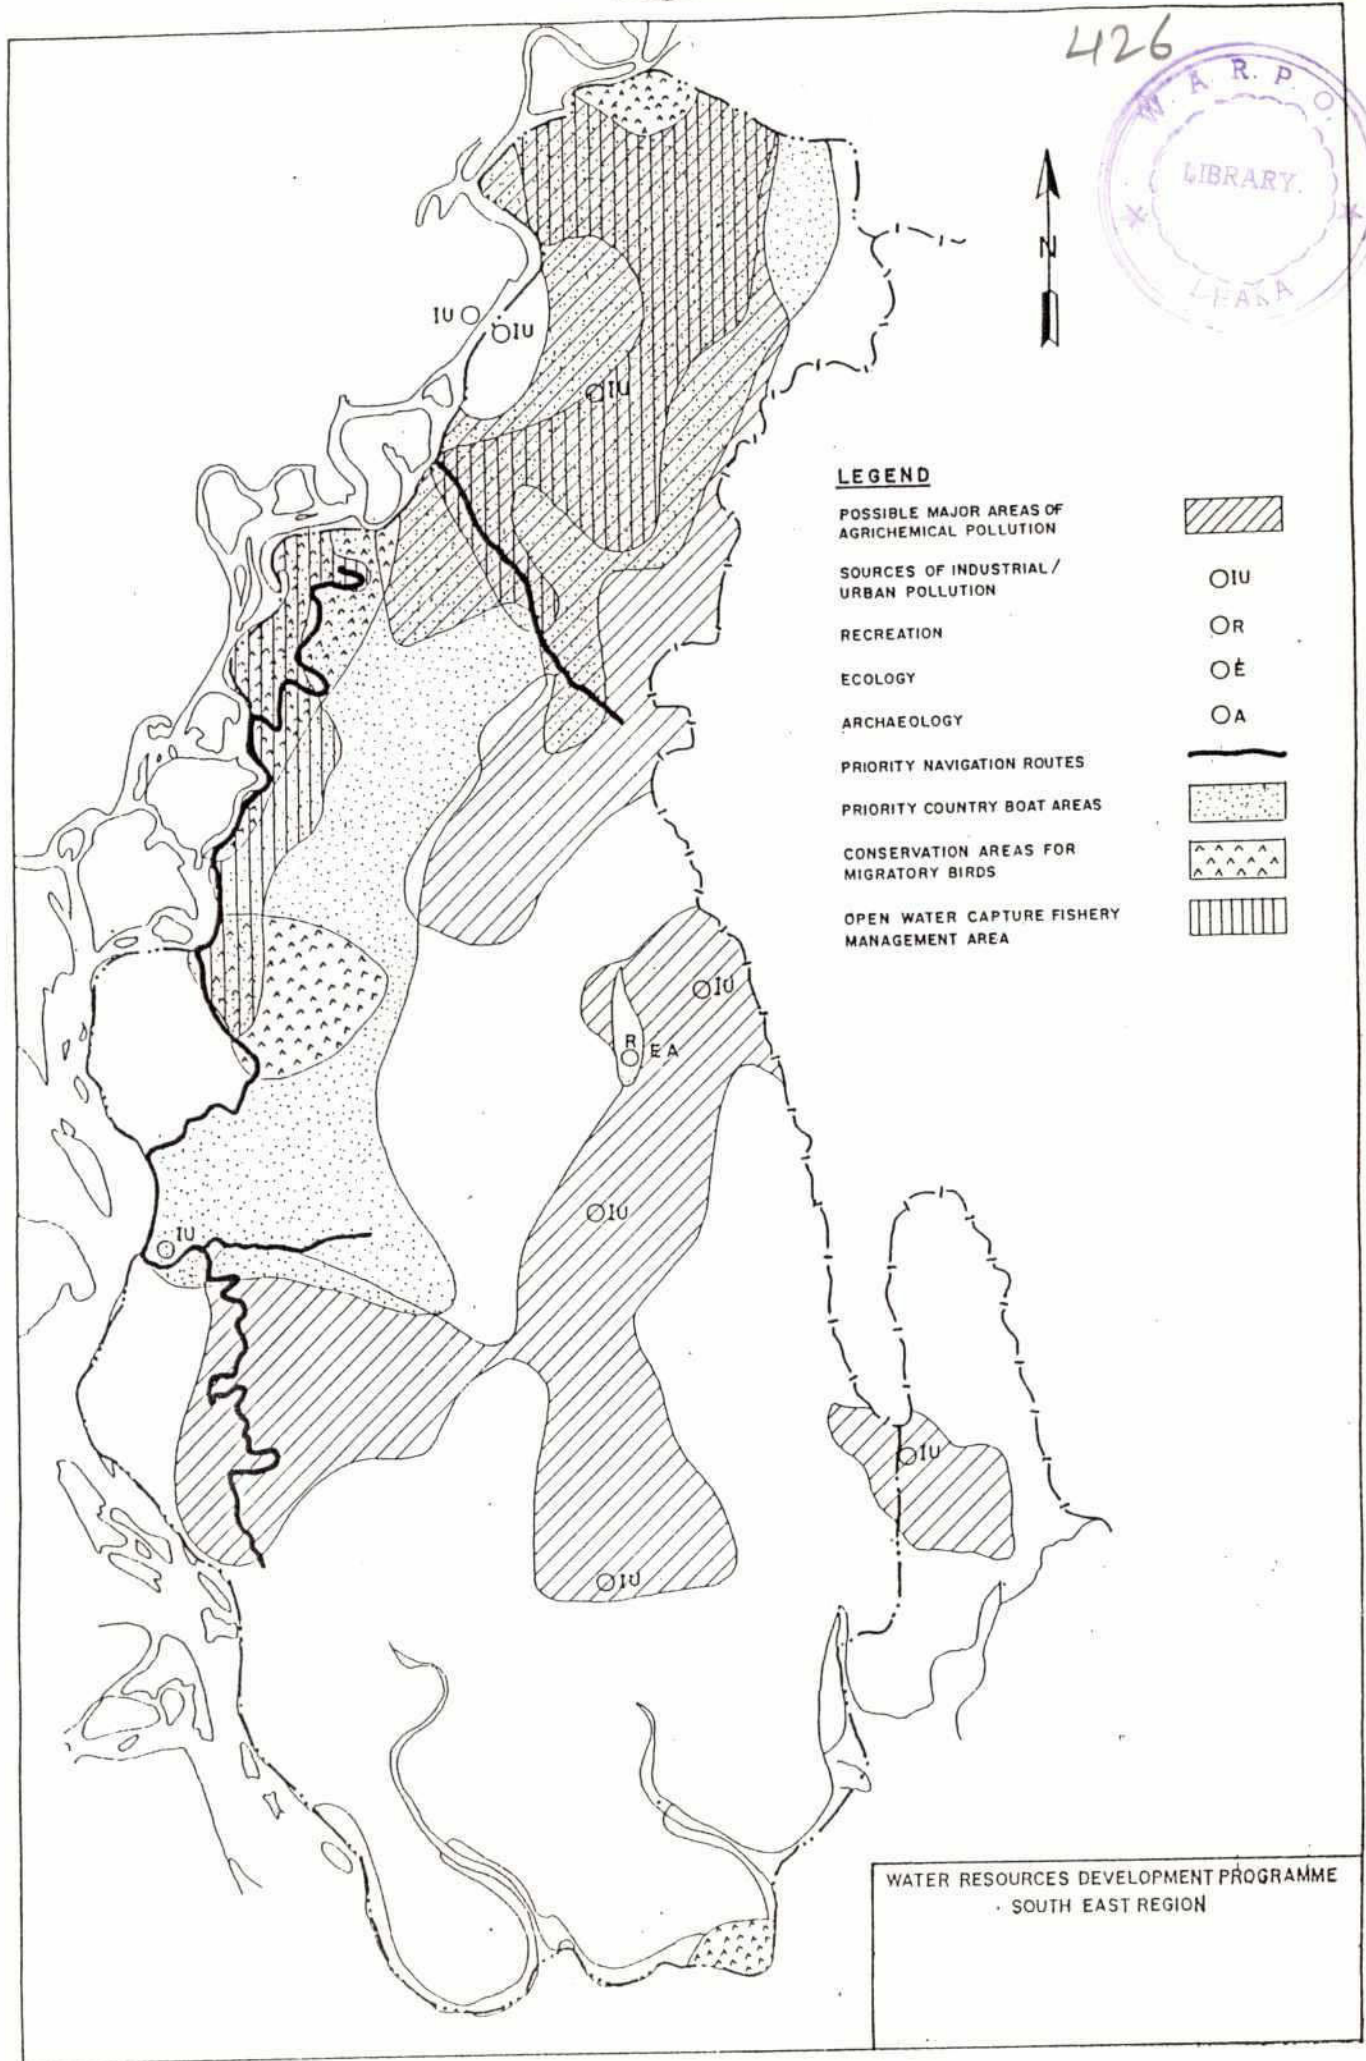 426
W. A. R. P. O.
LIBRARY.
DHAKA
N
LEGEND
POSSIBLE MAJOR AREAS OF
AGRICHEMICAL POLLUTION
SOURCES OF INDUSTRIAL/
URBAN POLLUTION
IU
RECREATION
R
ECOLOGY
E
ARCHAEOLOGY
A
PRIORITY NAVIGATION ROUTES
PRIORITY COUNTRY BOAT AREAS
CONSERVATION AREAS FOR
MIGRATORY BIRDS
OPEN WATER CAPTURE FISHERY
MANAGEMENT AREA
IU
IU
IU
IU
R
E A
IU
IU
IU
IU
WATER RESOURCES DEVELOPMENT PROGRAMME
SOUTH EAST REGION